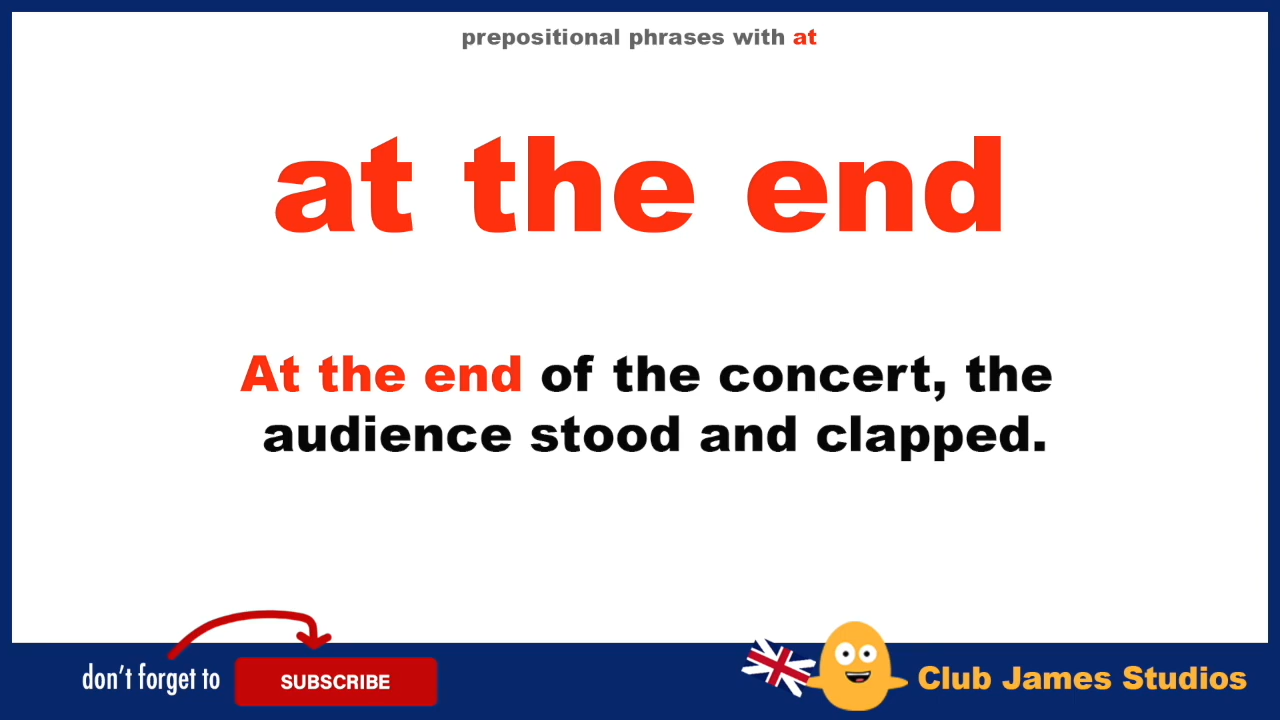 prepositional phrases with at
at the end
At the end of the concert, the
audience stood and clapped.
don't forget to
SUBSCRIBE
Club James Studios